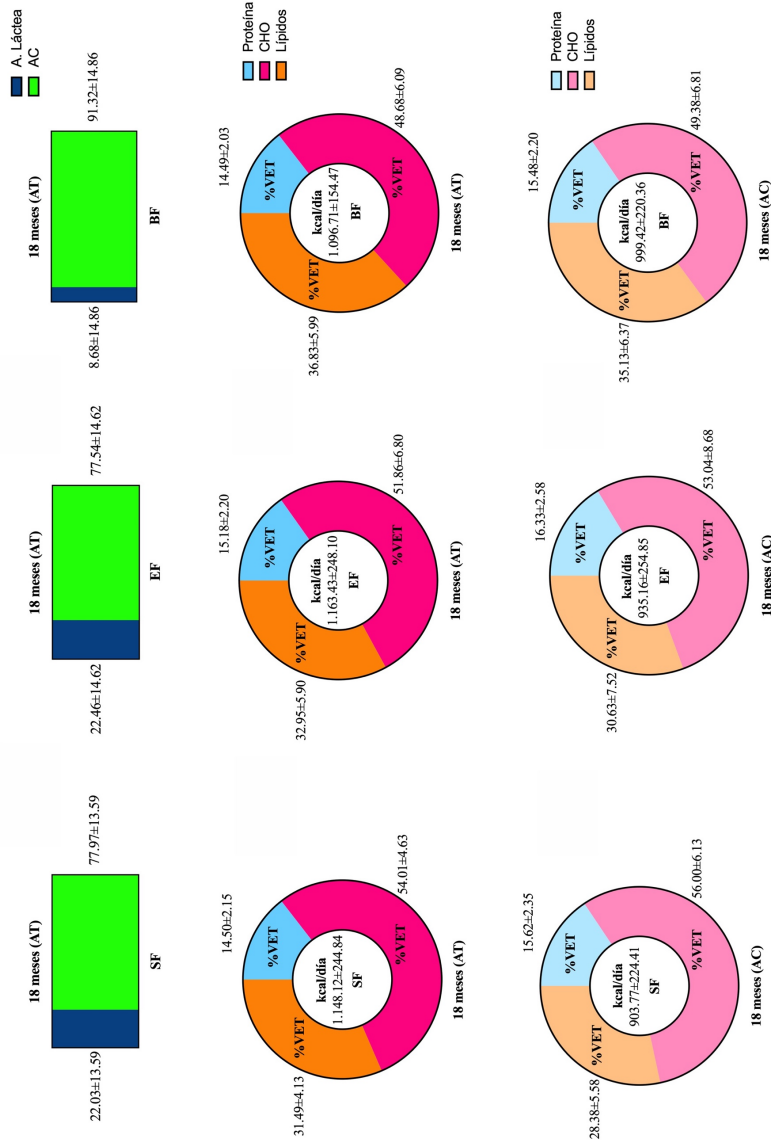 18 meses (AT)
22.03±13.59
77.97±13.59
SF
18 meses (AT)
22.46±14.62
77.54±14.62
EF
18 meses (AT)
8.68±14.86
91.32±14.86
BF
A. Láctea
AC
14.50±2.15
31.49±4.13
54.01±4.63
%VET
%VET
%VET
kcal/día
1.148.12±244.84
SF
18 meses (AT)
15.18±2.20
32.95±5.90
51.86±6.80
%VET
%VET
%VET
kcal/día
1.163.43±248.10
EF
18 meses (AT)
14.49±2.03
36.83±5.99
48.68±6.09
%VET
%VET
%VET
kcal/día
1.096.71±154.47
BF
18 meses (AT)
Proteína
CHO
Lípidos
15.62±2.35
28.38±5.58
56.00±6.13
%VET
%VET
%VET
kcal/día
903.77±224.41
SF
18 meses (AC)
16.33±2.58
30.63±7.52
53.04±8.68
%VET
%VET
%VET
kcal/día
935.16±254.85
EF
18 meses (AC)
15.48±2.20
35.13±6.37
49.38±6.81
%VET
%VET
%VET
kcal/día
999.42±220.36
BF
18 meses (AC)
Proteína
CHO
Lípidos